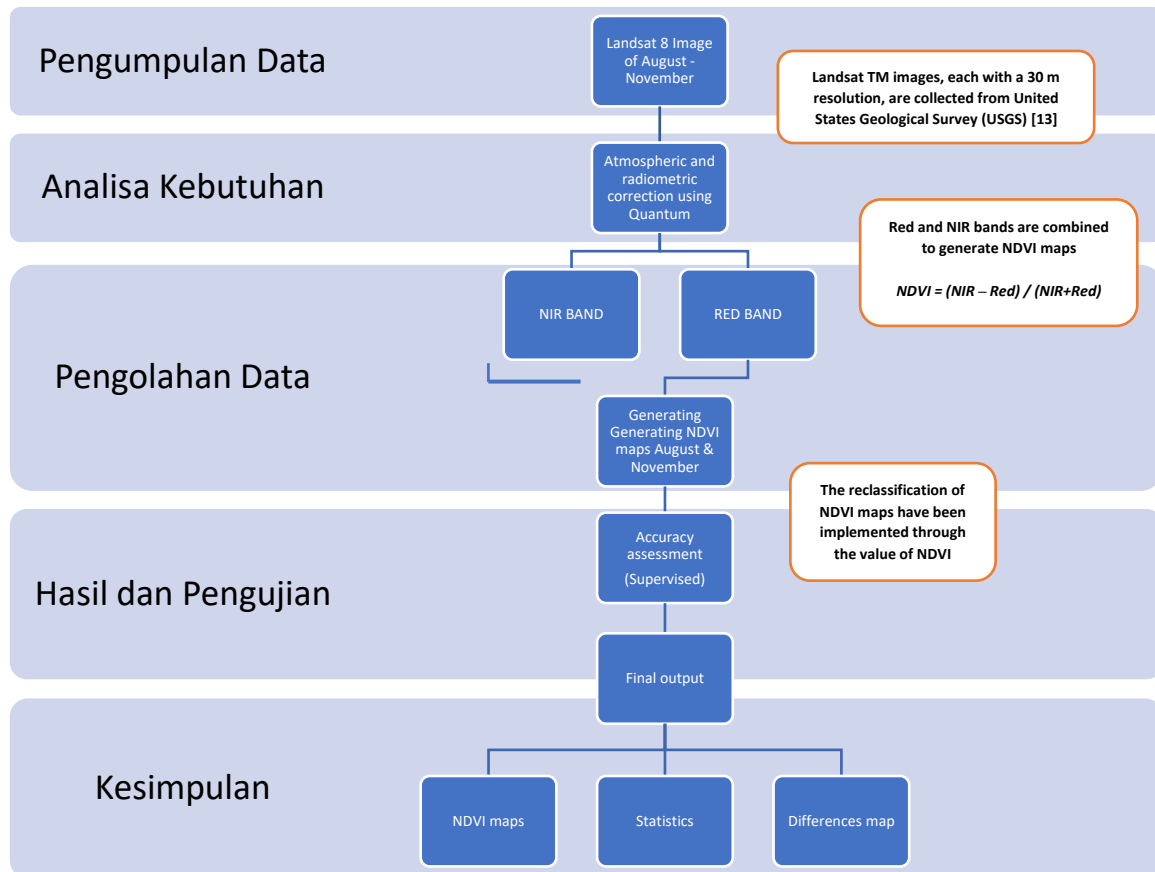 Pengumpulan Data
Landsat 8 Image
of August -
November
Landsat TM images, each with a 30 m
resolution, are collected from United
States Geological Survey (USGS) [13]
Analisa Kebutuhan
Atmospheric and
radiometric
correction using
Quantum
Red and NIR bands are combined
to generate NDVI maps
NDVI = (NIR – Red) / (NIR+Red)
Pengolahan Data
NIR BAND
RED BAND
Generating
Generating NDVI
maps August &
November
The reclassification of
NDVI maps have been
implemented through
the value of NDVI
Hasil dan Pengujian
Accuracy
assessment
(Supervised)
Final output
Kesimpulan
NDVI maps
Statistics
Differences map